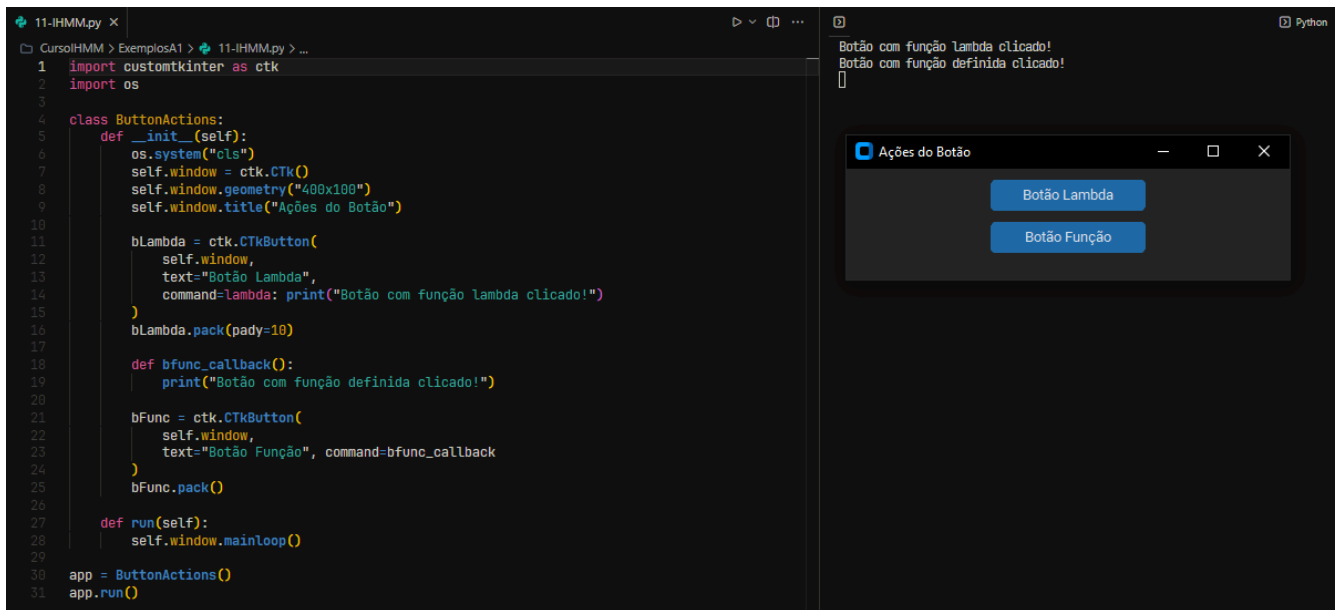 11-IHMM.py
CursoIHMM > ExemplosA1 > 11-IHMM.py > ...
1 import customtkinter as ctk
2 import os
3
4 class ButtonActions:
5     def __init__(self):
6         os.system("cls")
7         self.window = ctk.CTk()
8         self.window.geometry("400x100")
9         self.window.title("Ações do Botão")
10
11         bLambda = ctk.CTkButton(
12             self.window,
13             text="Botão Lambda",
14             command=lambda: print("Botão com função lambda clicado!")
15         )
16         bLambda.pack(pady=10)
17
18         def bfunc_callback():
19             print("Botão com função definida clicado!")
20
21         bFunc = ctk.CTkButton(
22             self.window,
23             text="Botão Função", command=bfunc_callback
24         )
25         bFunc.pack()
26
27     def run(self):
28         self.window.mainloop()
29
30 app = ButtonActions()
31 app.run()
Python
Botão com função lambda clicado!
Botão com função definida clicado!
Ações do Botão
Botão Lambda
Botão Função